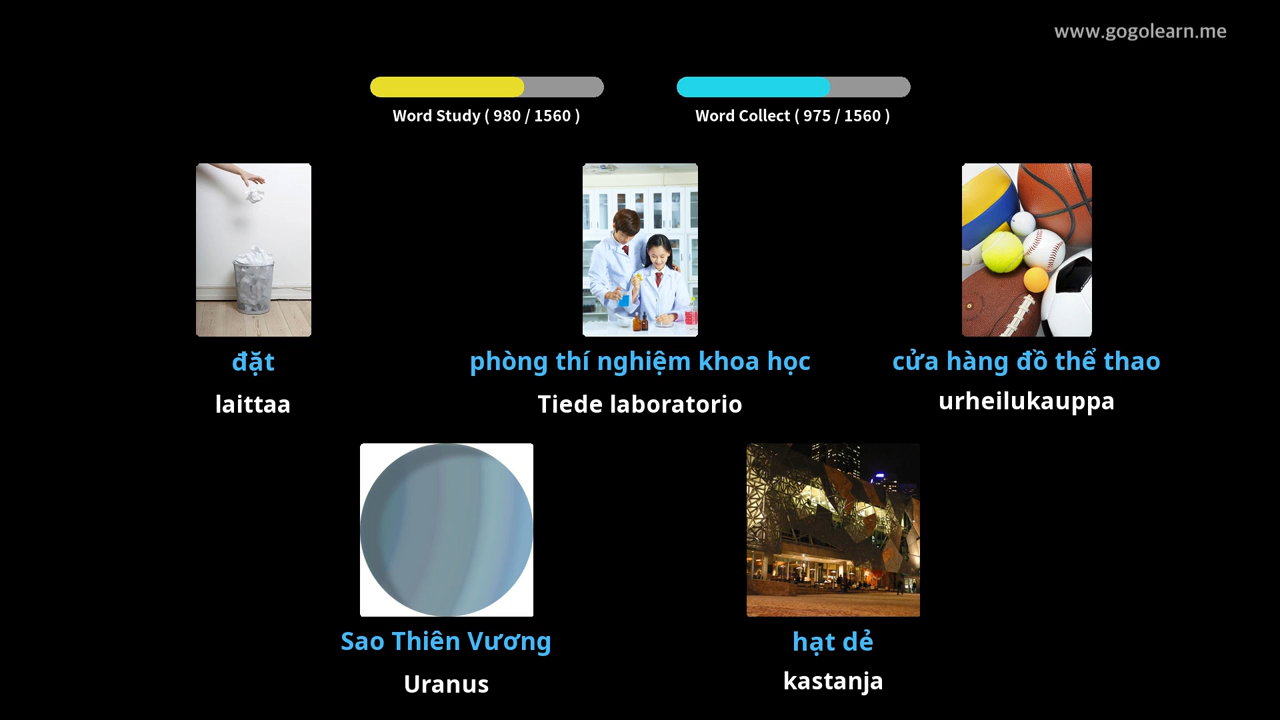 www.gogolearn.me
Word Study ( 980 / 1560 )
Word Collect ( 975 / 1560 )
đặt
laittaa
phòng thí nghiệm khoa học
Tiede laboratorio
cửa hàng đồ thể thao
urheilukauppa
Sao Thiên Vương
Uranus
hạt dẻ
kastanja